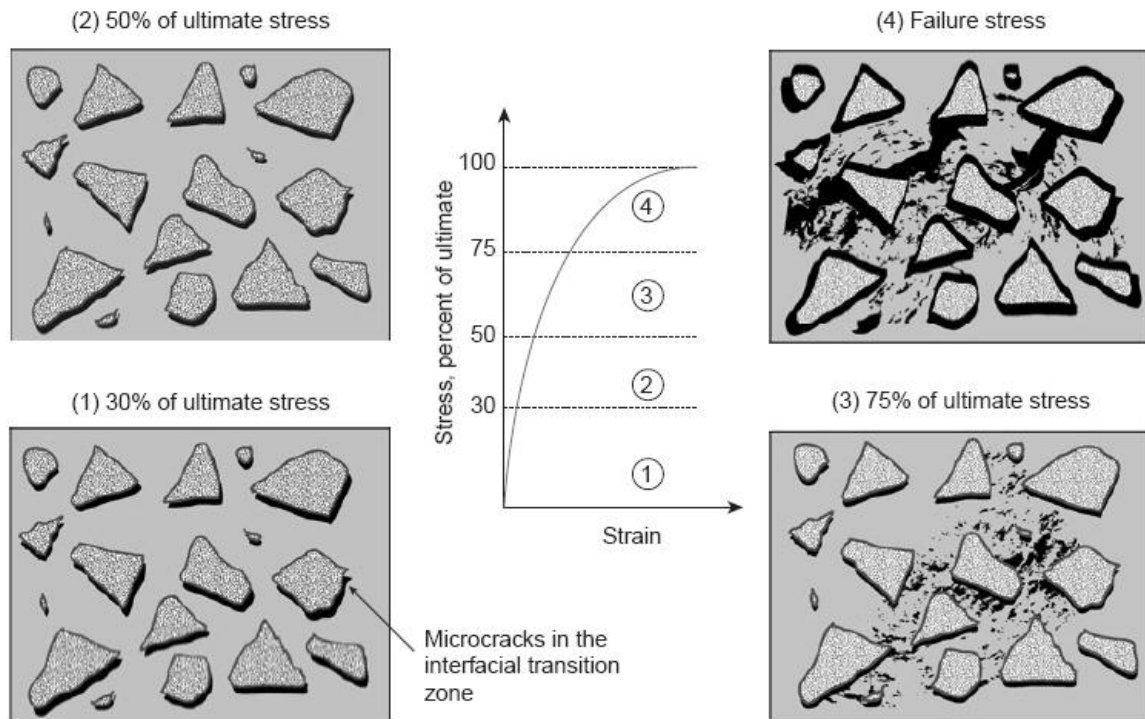 (2) 50% of ultimate stress
(4) Failure stress
Stress, percent of ultimate
100
75
50
30
4
3
2
1
Strain
(1) 30% of ultimate stress
(3) 75% of ultimate stress
Microcracks in the
interfacial transition
zone